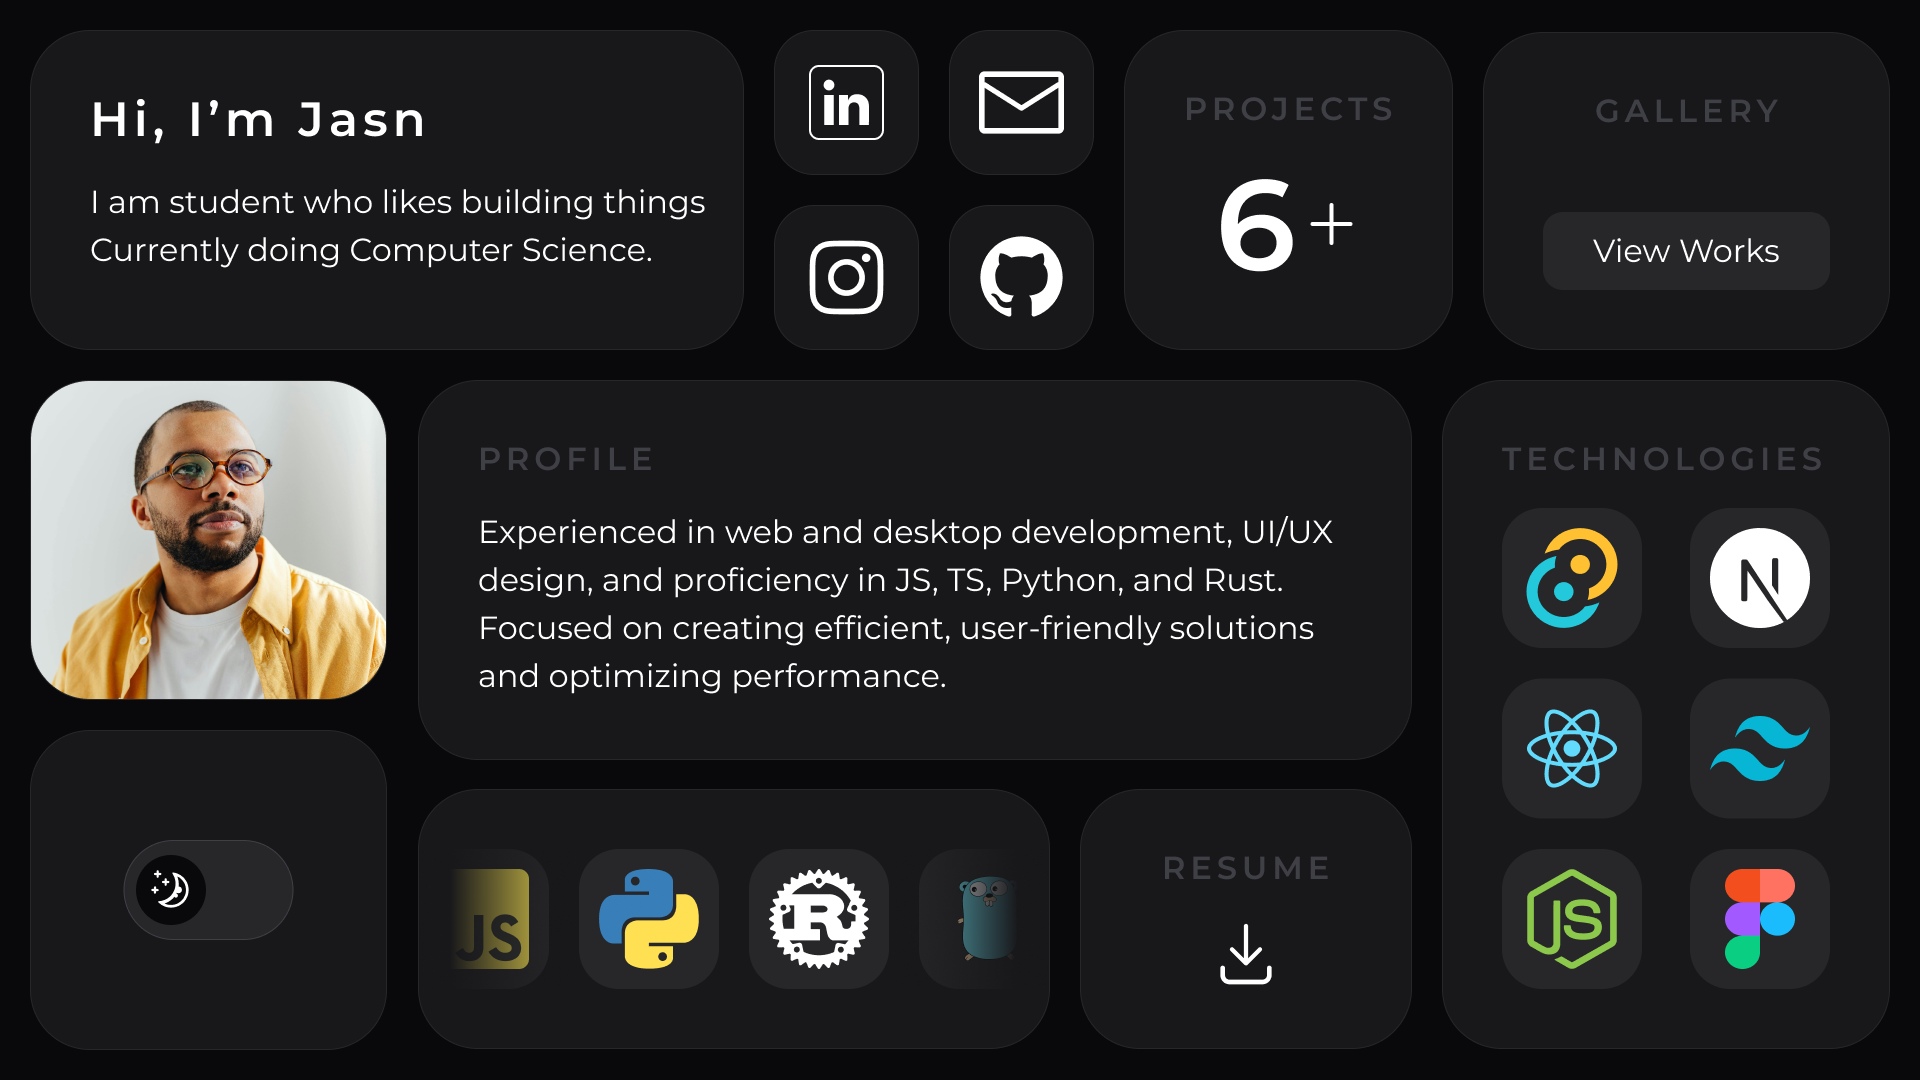 Hi, I’m Jasn
I am student who likes building things
Currently doing Computer Science.
in
PROJECTS
6+
GALLERY
View Works
PROFILE
Experienced in web and desktop development, UI/UX
design, and proficiency in JS, TS, Python, and Rust.
Focused on creating efficient, user-friendly solutions
and optimizing performance.
TECHNOLOGIES
N
JS
R
RESUME
JS